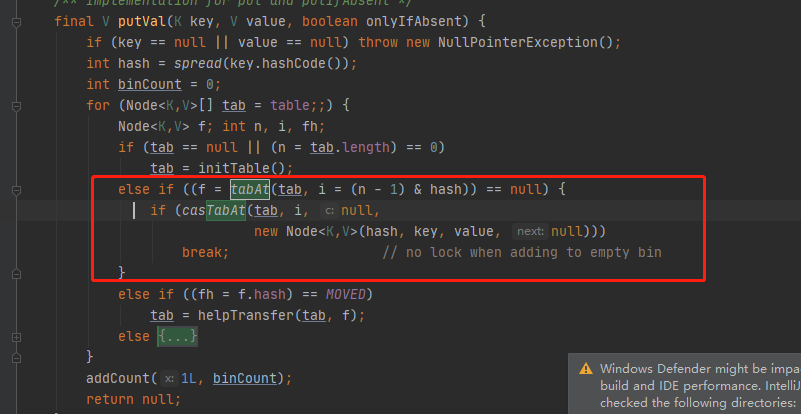 /** Implementation for put and putIfAbsent */
final V putVal(K key, V value, boolean onlyIfAbsent) {
if (key == null || value == null) throw new NullPointerException();
int hash = spread(key.hashCode());
int binCount = 0;
for (Node<K,V>[] tab = table;;) {
Node<K,V> f; int n, i, fh;
if (tab == null || (n = tab.length) == 0)
tab = initTable();
else if ((f = tabAt(tab, i = (n - 1) & hash)) == null) {
if (casTabAt(tab, i, c: null,
new Node<K,V>(hash, key, value, next: null)))
break; // no lock when adding to empty bin
}
else if ((fh = f.hash) == MOVED)
tab = helpTransfer(tab, f);
else {...}
}
addCount( x: 1L, binCount);
return null;
Windows Defender might be impa
build and IDE performance. IntelliJ
checked the following directories: